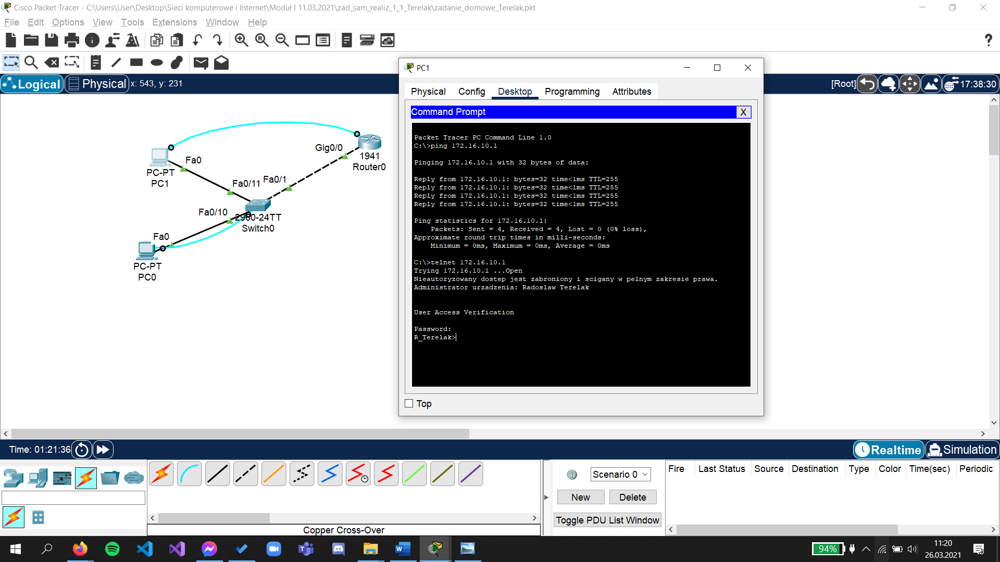 Cisco Packet Tracer - C:\Users\User\Desktop\Sieci komputerowe i Internet\Moduł I 11.03.2021\zad_sam_realiz_1_1_Terelak\zadanie_domowe_Terelak.pkt
File Edit Options View Tools Extensions Window Help
Logical Physical x: 543, y: 231
[Root] 17:38:30
Gig0/0
1941
Router0
Fa0
PC-PT
PC1
Fa0/11 Fa0/1
Fa0/10
2960-24TT
Switch0
Fa0
PC-PT
PC0
PC1
Physical Config Desktop Programming Attributes
Command Prompt X
Packet Tracer PC Command Line 1.0
C:\>ping 172.16.10.1
Pinging 172.16.10.1 with 32 bytes of data:
Reply from 172.16.10.1: bytes=32 time<1ms TTL=255
Reply from 172.16.10.1: bytes=32 time<1ms TTL=255
Reply from 172.16.10.1: bytes=32 time<1ms TTL=255
Reply from 172.16.10.1: bytes=32 time<1ms TTL=255
Ping statistics for 172.16.10.1:
Packets: Sent = 4, Received = 4, Lost = 0 (0% loss),
Approximate round trip times in milli-seconds:
Minimum = 0ms, Maximum = 0ms, Average = 0ms
C:\>telnet 172.16.10.1
Trying 172.16.10.1 ...Open
Nieautoryzowany dostep jest zabroniony i scigany w pelnym zakresie prawa.
Administrator urzadzenia: Radoslaw Terelak
User Access Verification
Password:
R_Terelak>
Top
Time: 01:21:36
Realtime Simulation
Scenario 0
New Delete
Toggle PDU List Window
Fire Last Status Source Destination Type Color Time(sec) Periodic
Copper Cross-Over
94%
11:20
26.03.2021